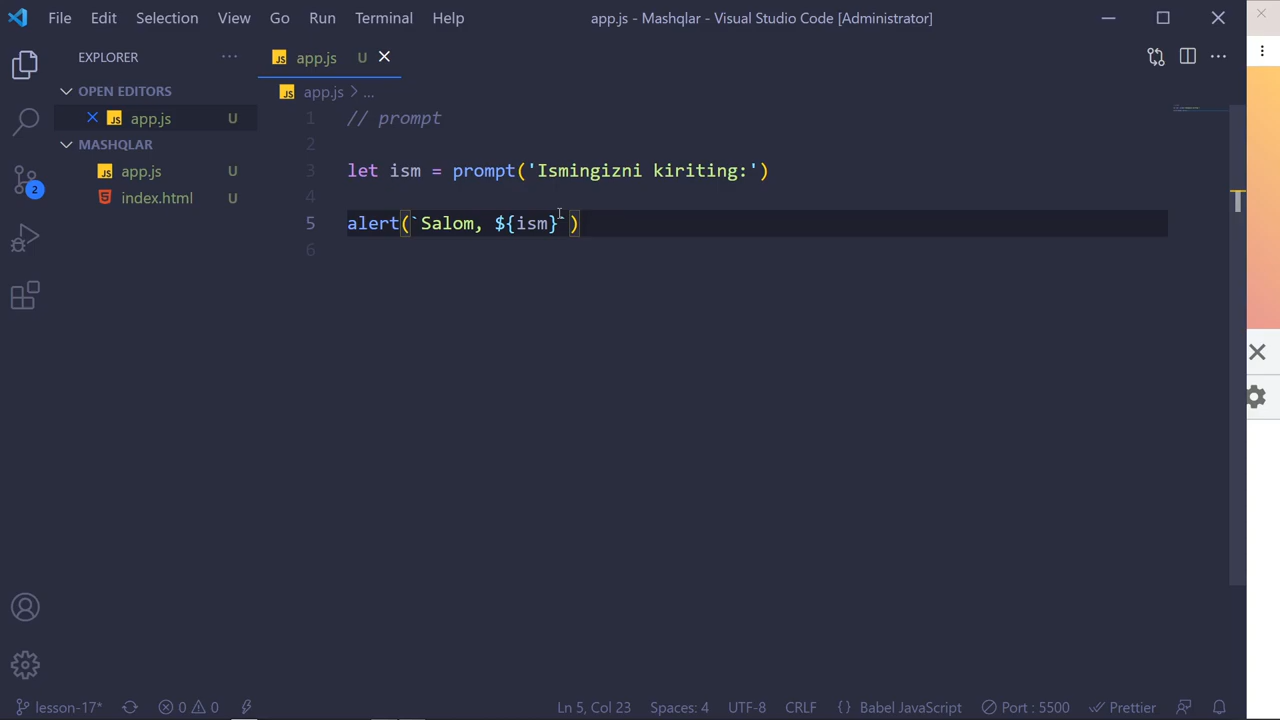 File Edit Selection View Go Run Terminal Help app.js - Mashqlar - Visual Studio Code [Administrator]
EXPLORER
app.js U
OPEN EDITORS
app.js > ...
JS app.js U
MASHQLAR
JS app.js U
index.html U
1 // prompt
2
3 let ism = prompt('Ismingizni kiriting:')
4
5 alert(`Salom, ${ism}`)
6
2
lesson-17* 0 0 Ln 5, Col 23 Spaces: 4 UTF-8 CRLF {} Babel JavaScript Port : 5500 Prettier